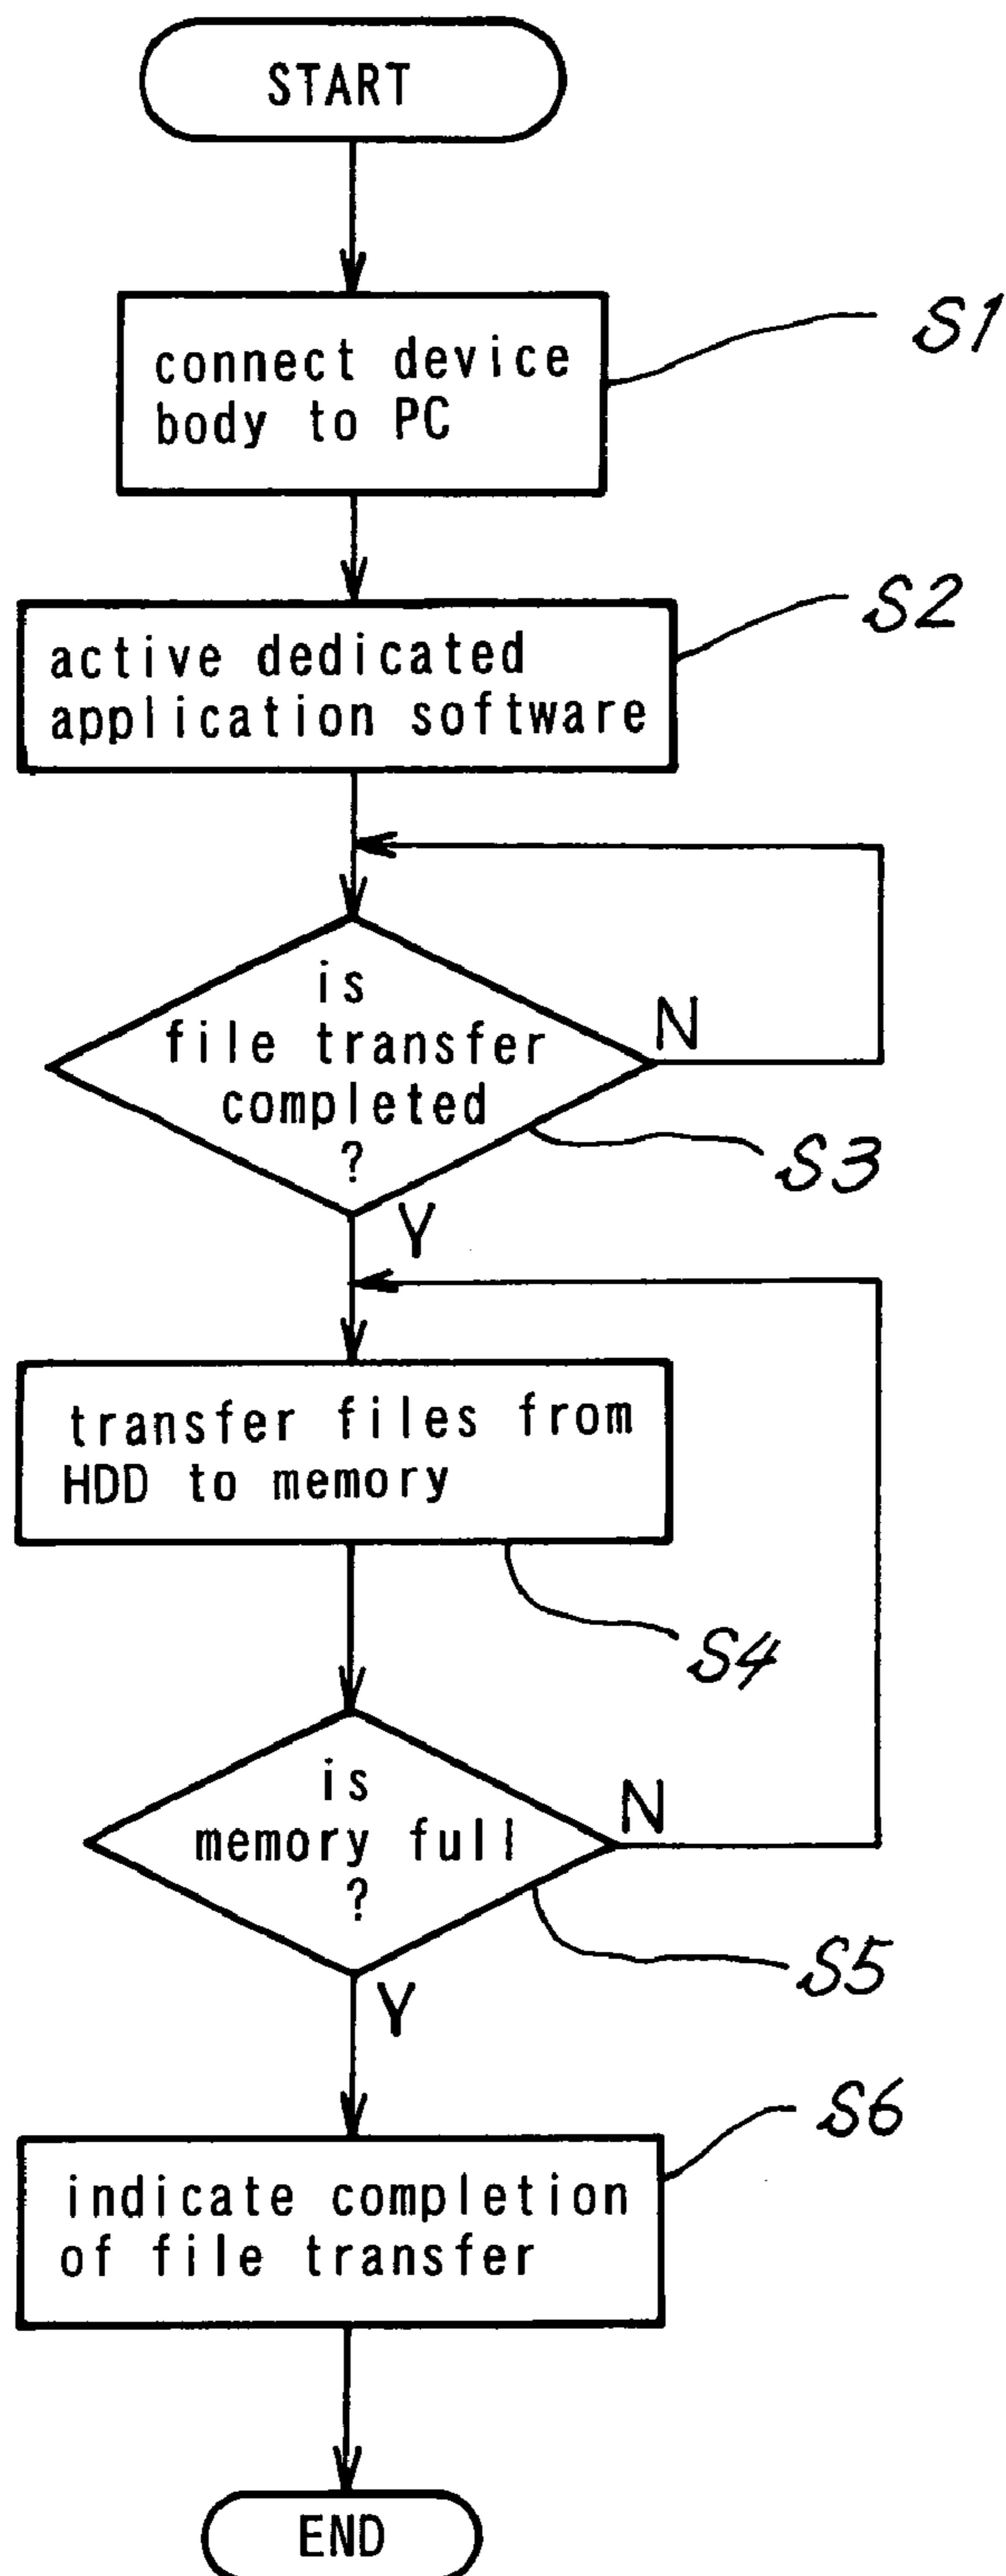 START
connect device
body to PC
S1
active dedicated
application software
S2
is
file transfer
completed
?
N
S3
Y
transfer files from
HDD to memory
S4
is
memory full
?
N
S5
Y
indicate completion
of file transfer
S6
END